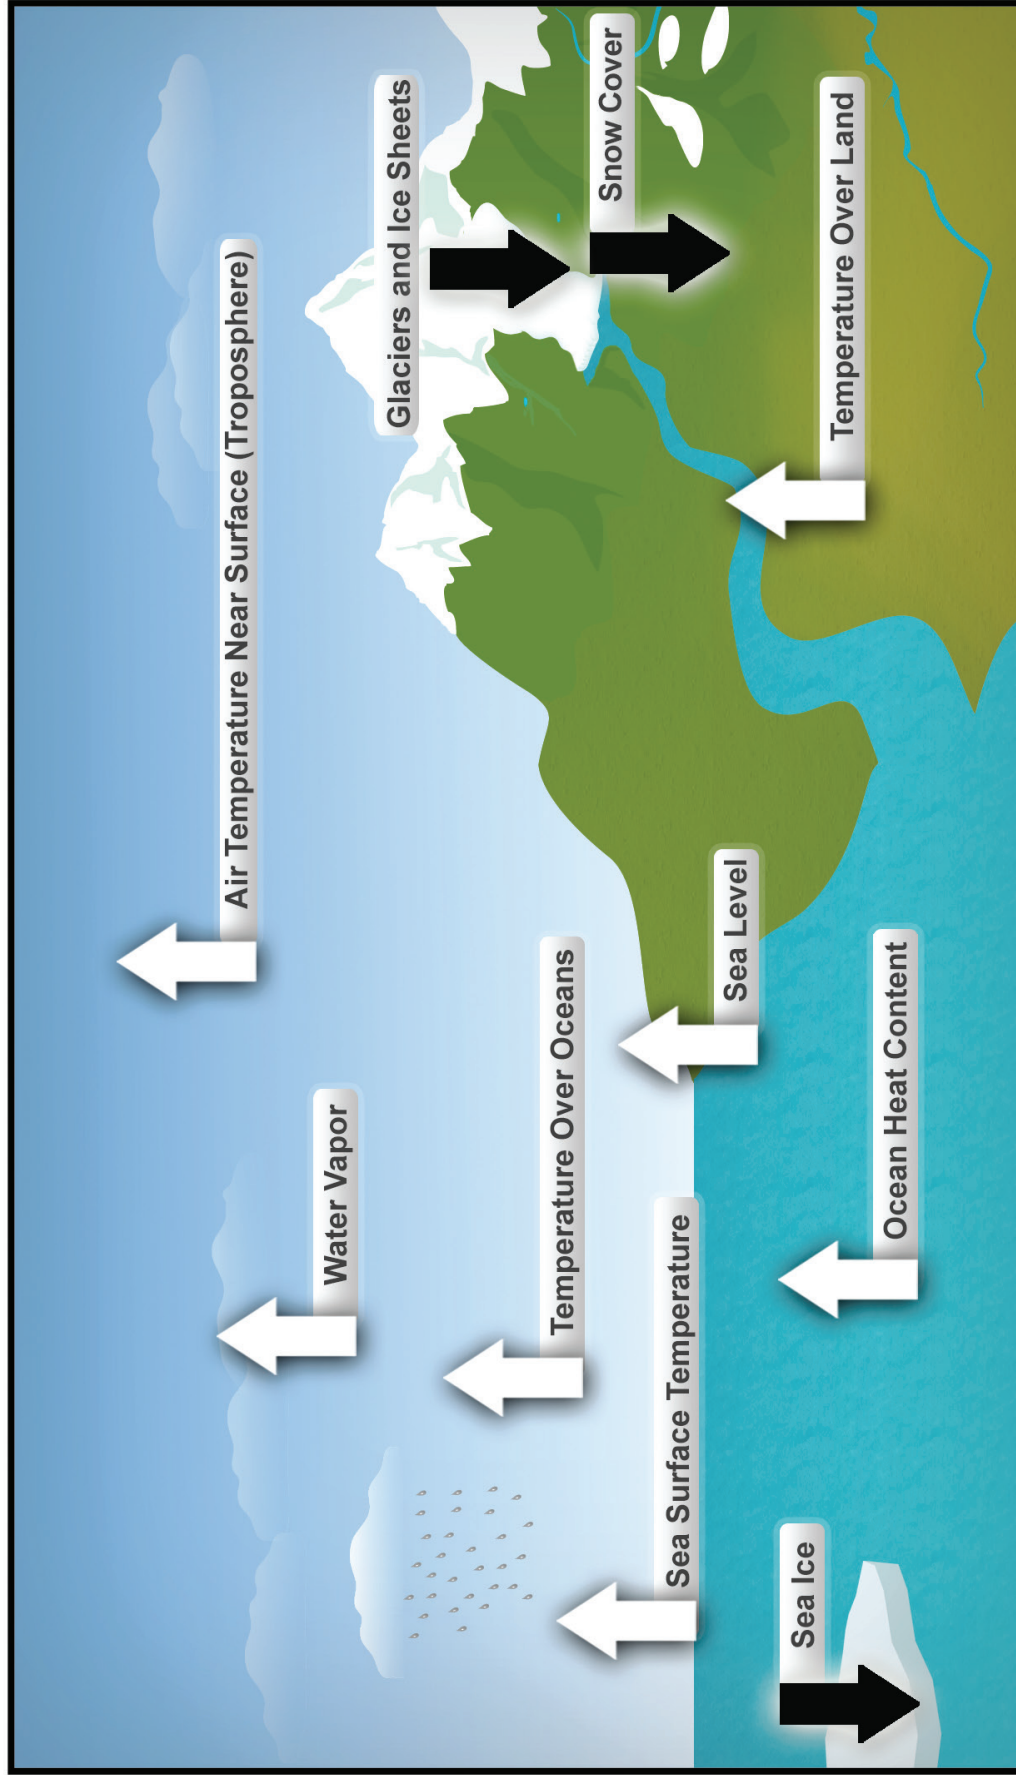 Air Temperature Near Surface (Troposphere)
Water Vapor
Glaciers and Ice Sheets
Temperature Over Oceans
Snow Cover
Sea Surface Temperature
Sea Level
Sea Ice
Temperature Over Land
Ocean Heat Content